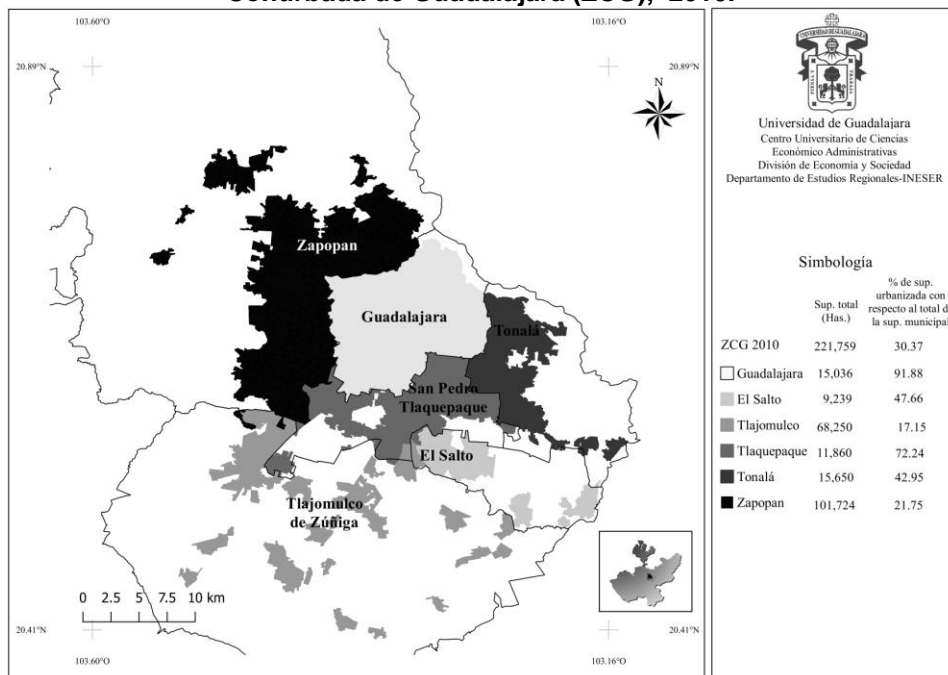 Conurbada de Guadalajara (ZCG), 2010.
103.60°O
103.16°O
20.89°N
20.89°N
N
Zapopan
Guadalajara
Tonalá
San Pedro
Tlaquepaque
El Salto
Tlajomulco
de Zúñiga
0 2.5 5 7.5 10 km
20.41°N
20.41°N
103.60°O
103.16°O
Universidad de Guadalajara
Centro Universitario de Ciencias
Económico Administrativas
División de Economía y Sociedad
Departamento de Estudios Regionales-INESER
Simbología
Sup. total
(Has.)
% de sup.
urbanizada con
respecto al total d
la sup. municipal
ZCG 2010 221,759 30.37
Guadalajara 15,036 91.88
El Salto 9,239 47.66
Tlajomulco 68,250 17.15
Tlaquepaque 11,860 72.24
Tonalá 15,650 42.95
Zapopan 101,724 21.75